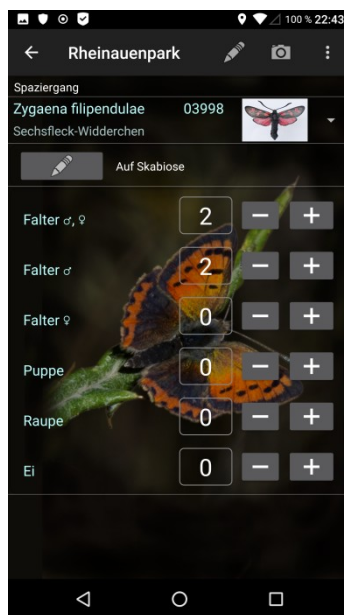 100 % 22:43
Rheinauenpark
Spaziergang
Zygaena filipendulae 03998
Sechsfleck-Widderchen
Auf Skabiose
Falter ♂, ♀ 2 − +
Falter ♂ 2 − +
Falter ♀ 0 − +
Puppe 0 − +
Raupe 0 − +
Ei 0 − +